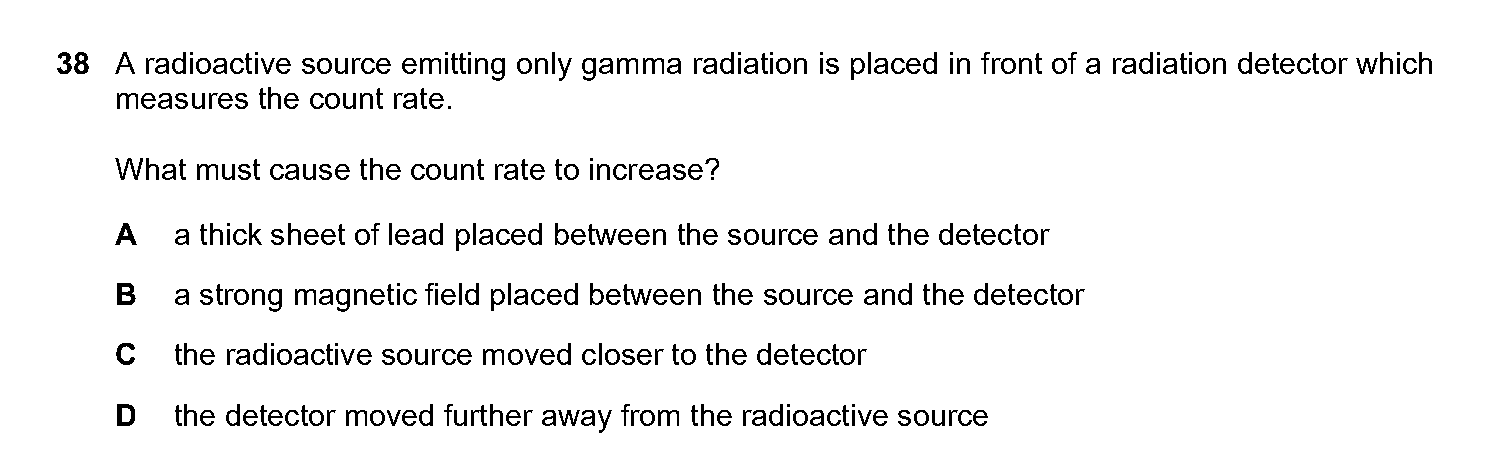 38 A radioactive source emitting only gamma radiation is placed in front of a radiation detector which
measures the count rate.
What must cause the count rate to increase?
A a thick sheet of lead placed between the source and the detector
B a strong magnetic field placed between the source and the detector
C the radioactive source moved closer to the detector
D the detector moved further away from the radioactive source